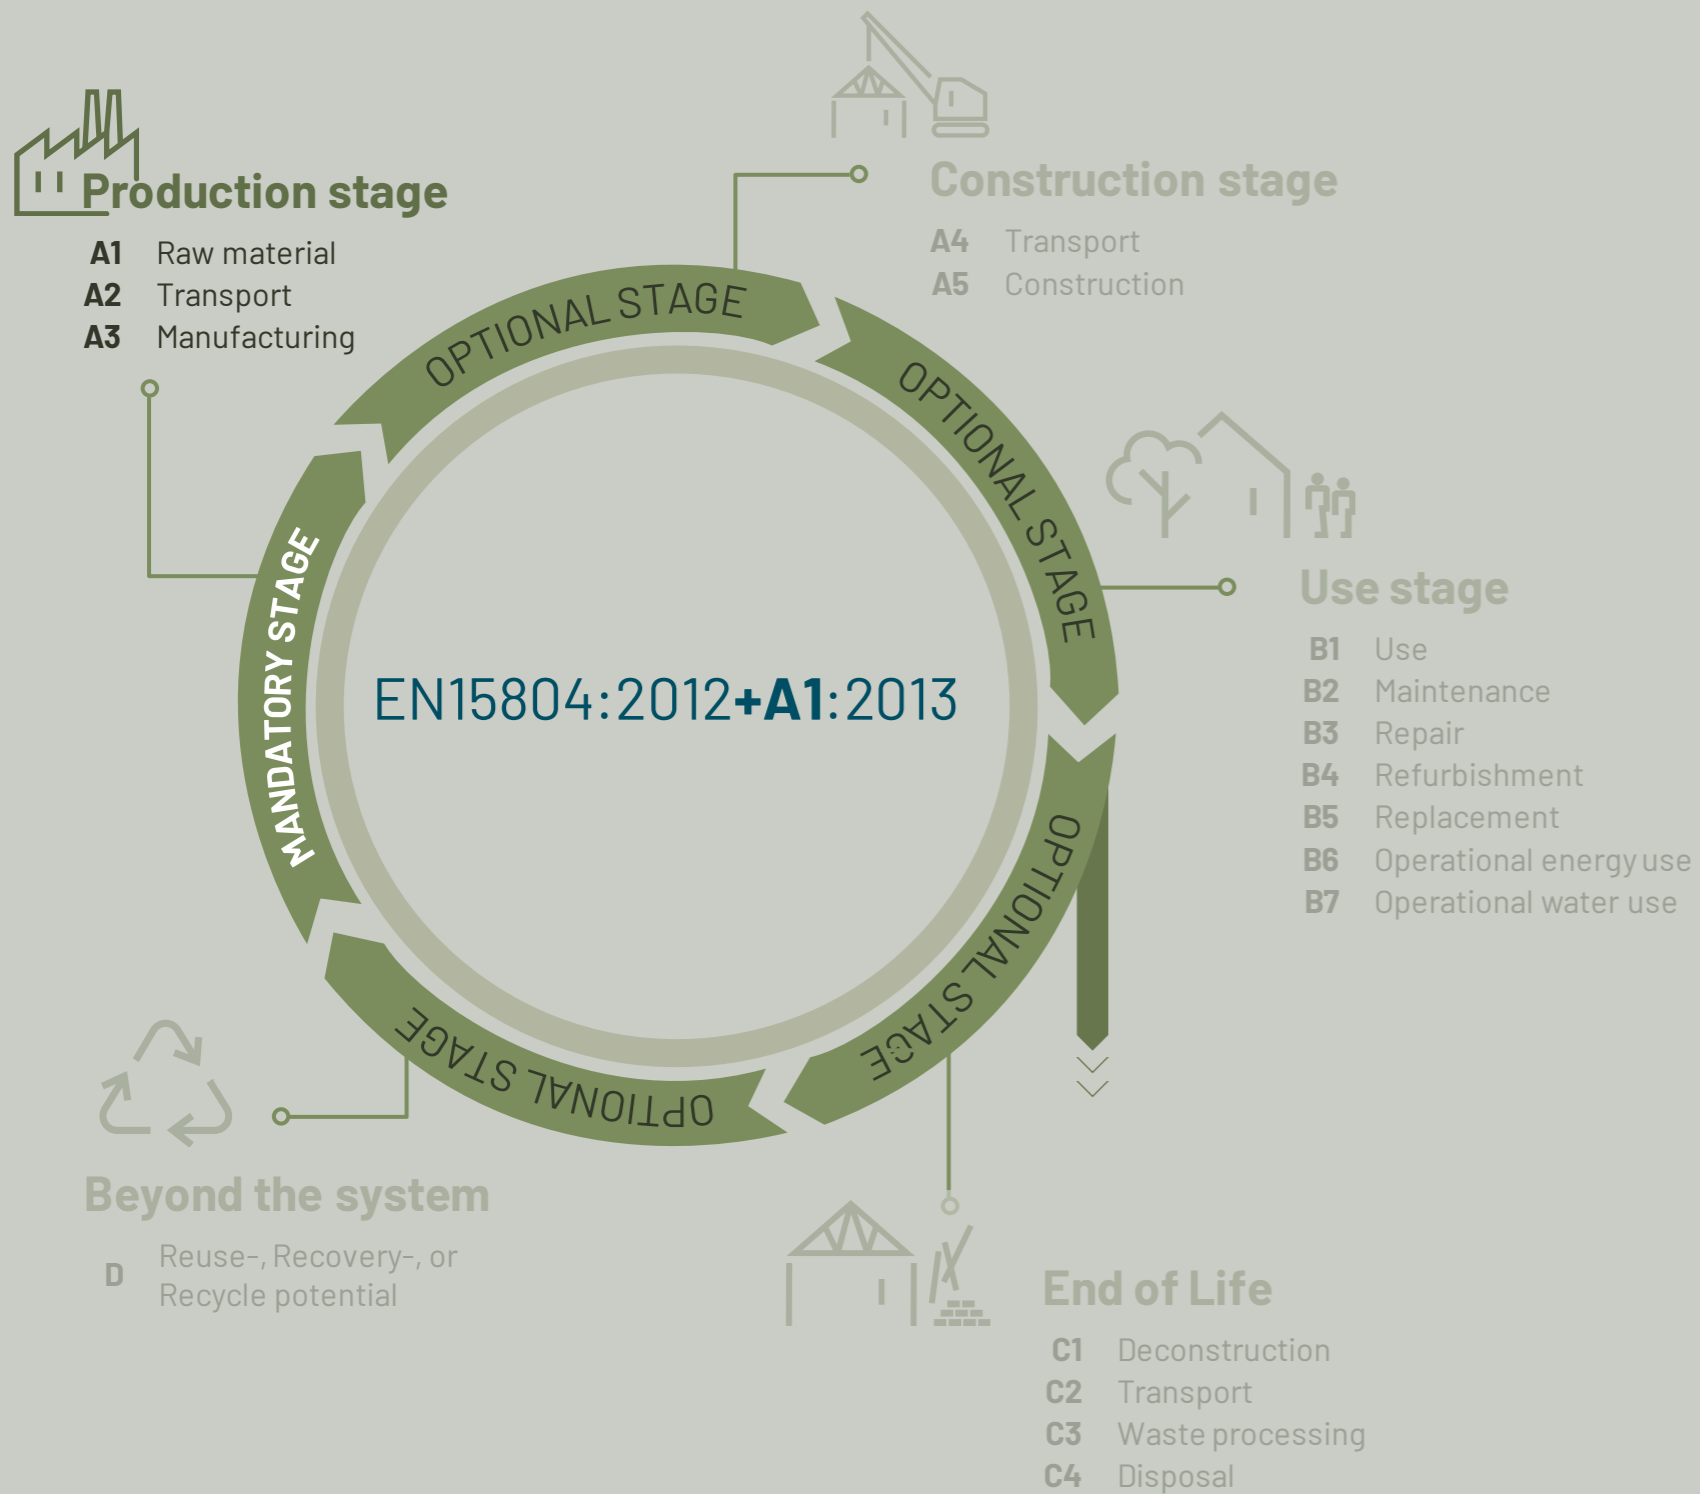 Production stage
A1 Raw material
A2 Transport
A3 Manufacturing
Construction stage
A4 Transport
A5 Construction
OPTIONAL STAGE
OPTIONAL STAGE
MANDATORY STAGE
EN15804:2012+A1:2013
Use stage
B1 Use
B2 Maintenance
B3 Repair
B4 Refurbishment
B5 Replacement
B6 Operational energy use
B7 Operational water use
OPTIONAL STAGE
OPTIONAL STAGE
Beyond the system
D Reuse-, Recovery-, or
Recycle potential
End of Life
C1 Deconstruction
C2 Transport
C3 Waste processing
C4 Disposal